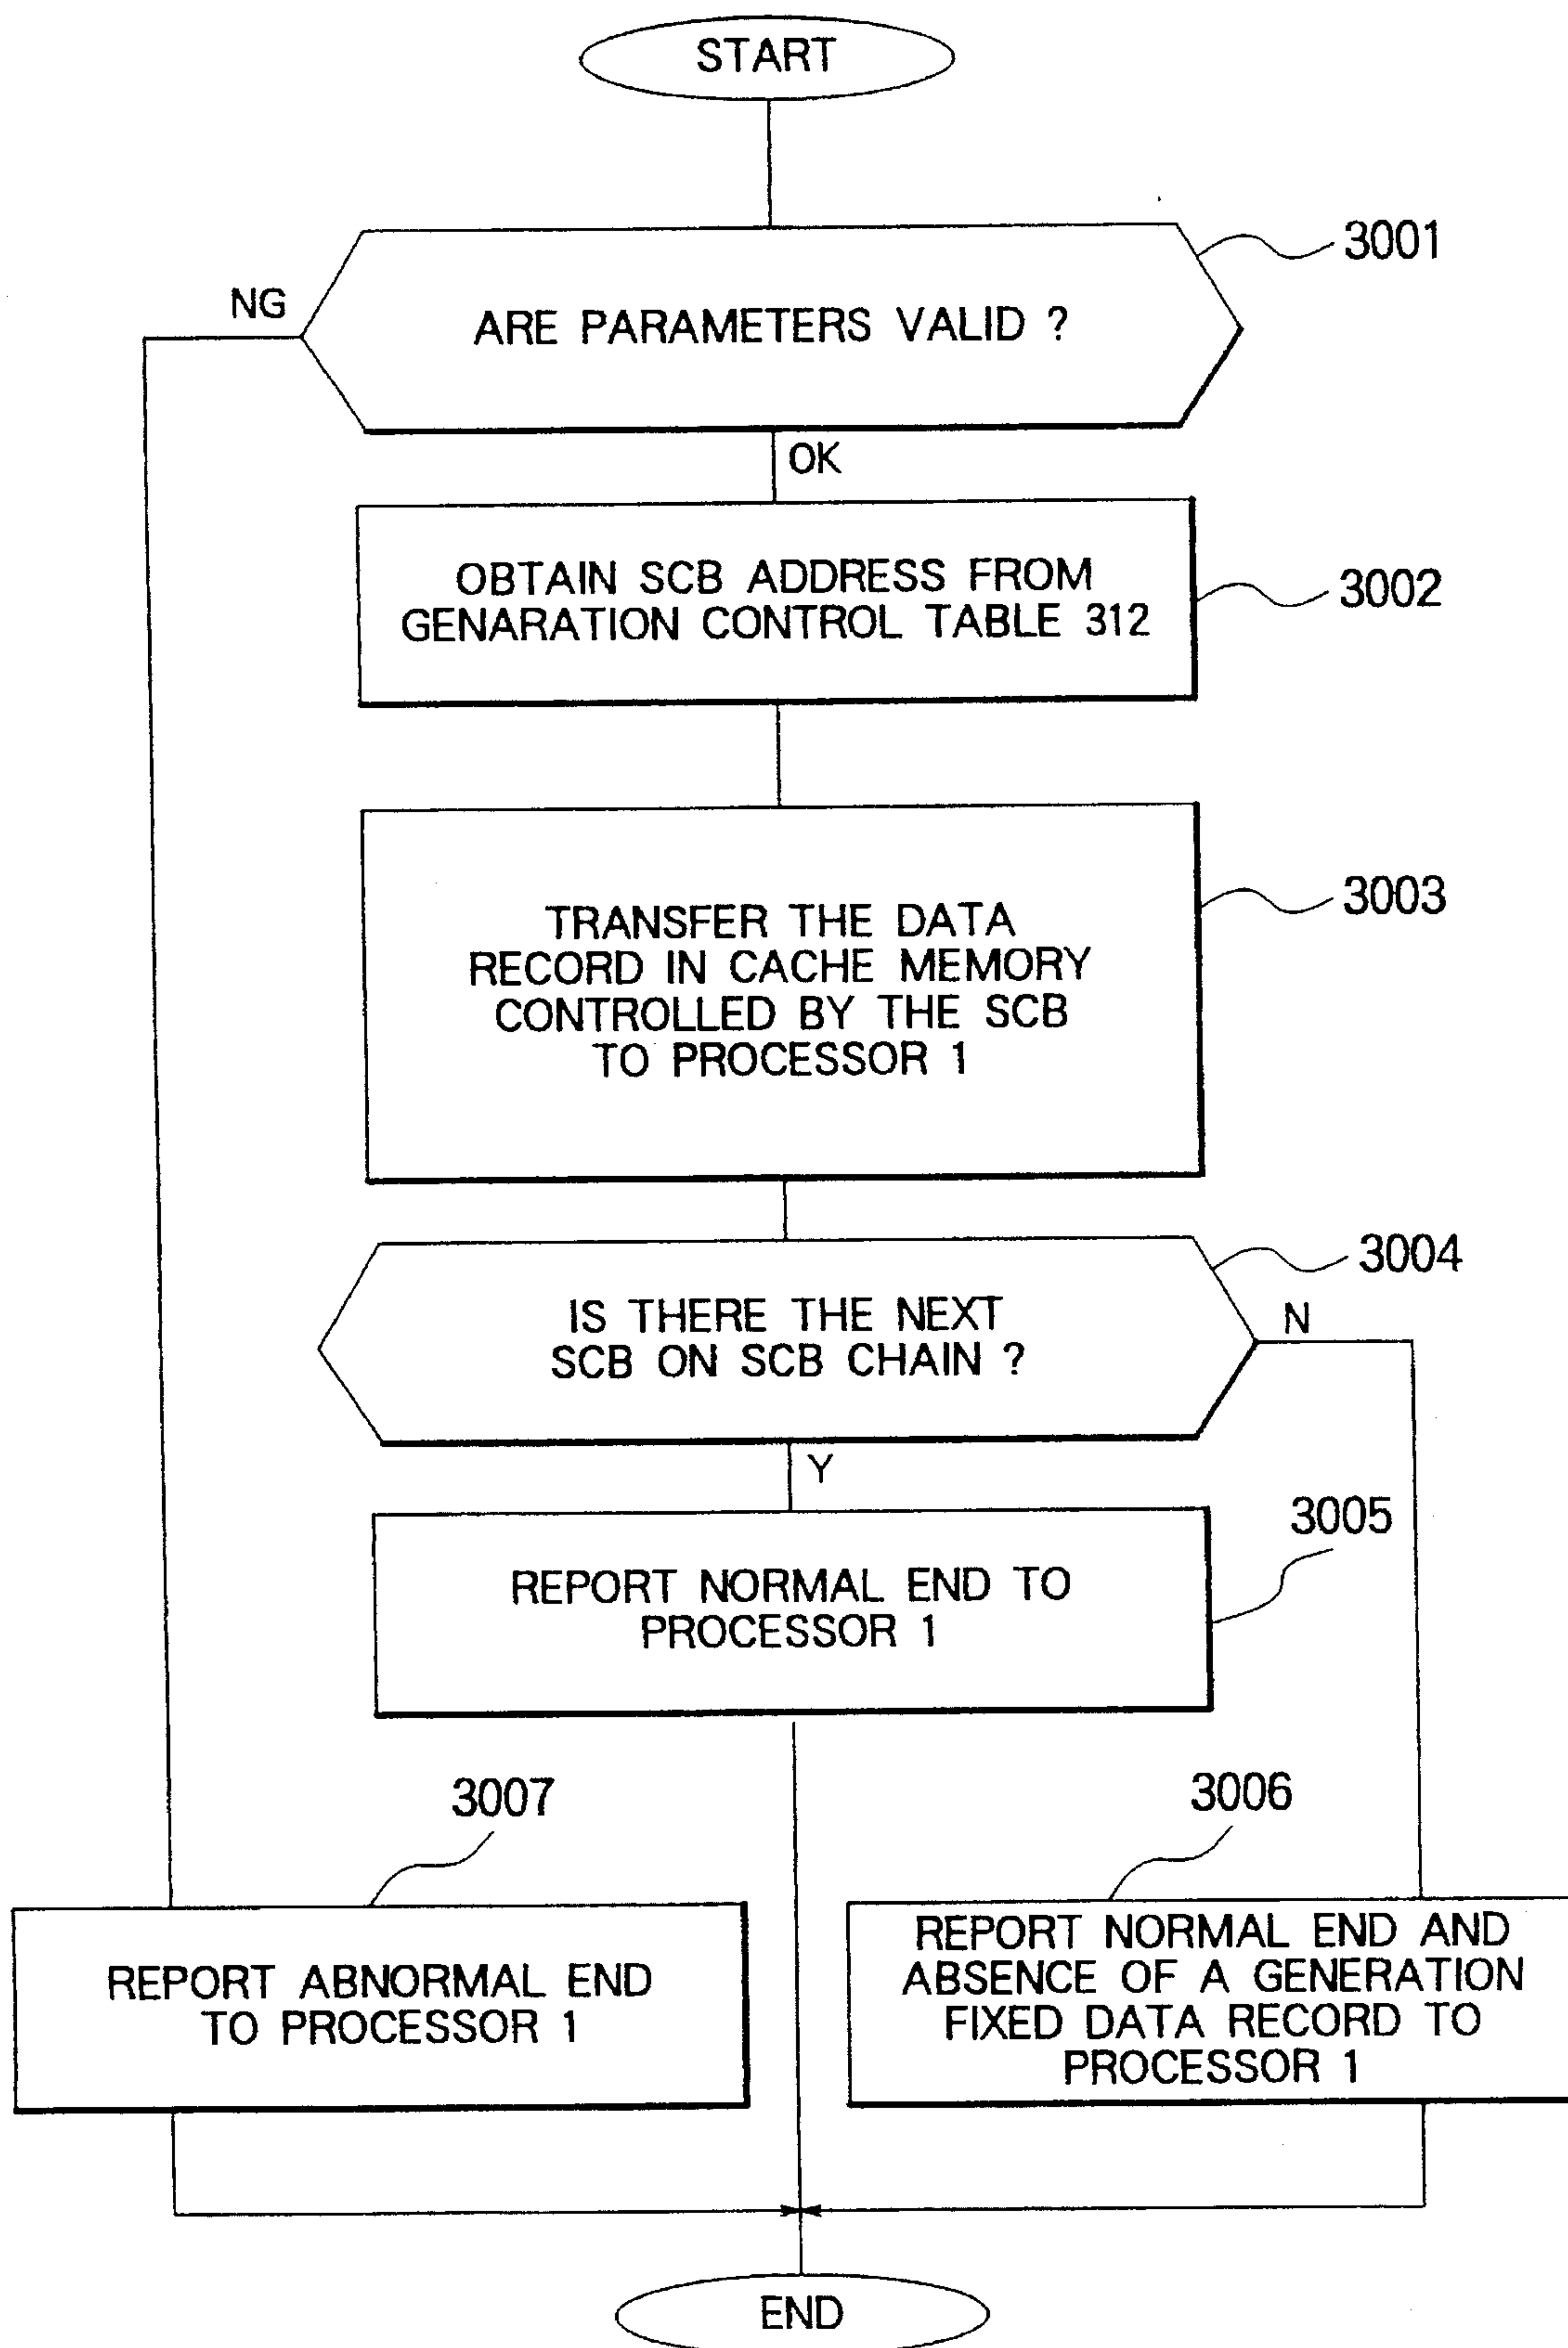 START
3001
NG
ARE PARAMETERS VALID ?
OK
OBTAIN SCB ADDRESS FROM
GENARATION CONTROL TABLE 312
3002
TRANSFER THE DATA
RECORD IN CACHE MEMORY
CONTROLLED BY THE SCB
TO PROCESSOR 1
3003
3004
IS THERE THE NEXT
SCB ON SCB CHAIN ?
N
Y
3005
REPORT NORMAL END TO
PROCESSOR 1
3007
3006
REPORT ABNORMAL END
TO PROCESSOR 1
REPORT NORMAL END AND
ABSENCE OF A GENERATION
FIXED DATA RECORD TO
PROCESSOR 1
END